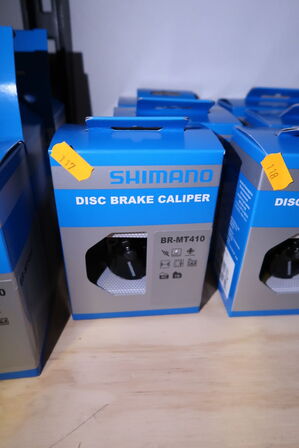 117
SHIMANO
DISC BRAKE CALIPER
BR-MT410
118
DISC